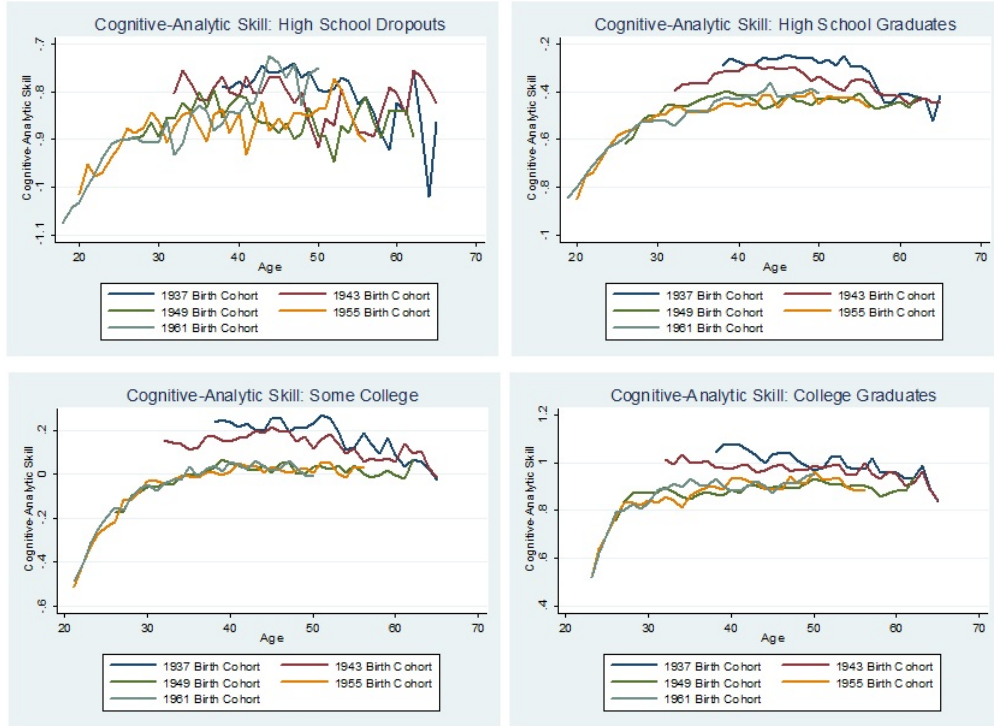 Cognitive-Analytic Skill: High School Dropouts
Cognitive-Analytic Skill
-.7
-.8
-.9
-1
-1.1
20 30 40 50 60 70
Age
1937 Birth Cohort 1943 Birth Cohort
1949 Birth Cohort 1955 Birth Cohort
1961 Birth Cohort
Cognitive-Analytic Skill: High School Graduates
Cognitive-Analytic Skill
-.2
-.4
-.6
-.8
-1
20 30 40 50 60 70
Age
1937 Birth Cohort 1943 Birth Cohort
1949 Birth Cohort 1955 Birth Cohort
1961 Birth Cohort
Cognitive-Analytic Skill: Some College
Cognitive-Analytic Skill
.2
0
-.2
-.4
-.6
20 30 40 50 60 70
Age
1937 Birth Cohort 1943 Birth Cohort
1949 Birth Cohort 1955 Birth Cohort
1961 Birth Cohort
Cognitive-Analytic Skill: College Graduates
Cognitive-Analytic Skill
1.2
1
.8
.6
.4
20 30 40 50 60 70
Age
1937 Birth Cohort 1943 Birth Cohort
1949 Birth Cohort 1955 Birth Cohort
1961 Birth Cohort